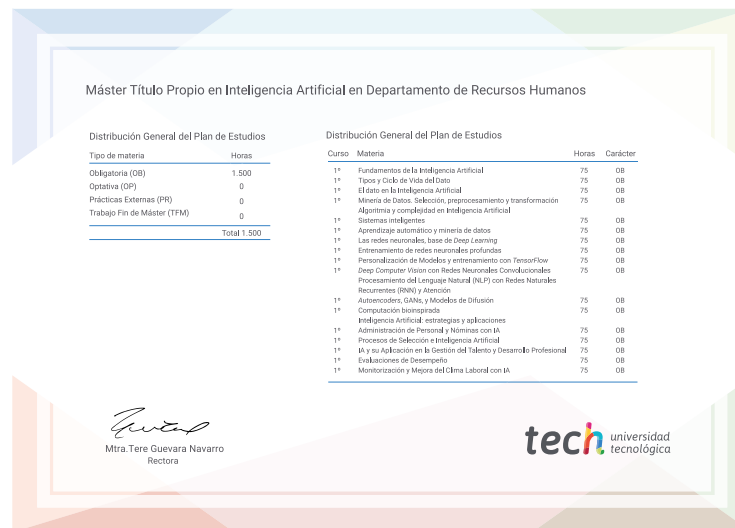 Máster Título Propio en Inteligencia Artificial en Departamento de Recursos Humanos
Distribución General del Plan de Estudios
Tipo de materia Horas
Obligatoria (OB) 1.500
Optativa (OP) 0
Prácticas Externas (PR) 0
Trabajo Fin de Máster (TFM) 0
Total 1.500
Distribución General del Plan de Estudios
Curso Materia Horas Carácter
1º Fundamentos de la Inteligencia Artificial 75 OB
1º Tipos y Ciclo de Vida del Dato 75 OB
1º El dato en la Inteligencia Artificial 75 OB
1º Minería de Datos. Selección, preprocesamiento y transformación 75 OB
Algoritmia y complejidad en Inteligencia Artificial
1º Sistemas inteligentes 75 OB
1º Aprendizaje automático y minería de datos 75 OB
1º Las redes neuronales, base de Deep Learning 75 OB
1º Entrenamiento de redes neuronales profundas 75 OB
1º Personalización de Modelos y entrenamiento con TensorFlow 75 OB
1º Deep Computer Vision con Redes Neuronales Convolucionales 75 OB
Procesamiento del Lenguaje Natural (NLP) con Redes Naturales
Recurrentes (RNN) y Atención
1º Autoencoders, GANs, y Modelos de Difusión 75 OB
1º Computación bioinspirada 75 OB
Inteligencia Artificial: estrategias y aplicaciones
1º Administración de Personal y Nóminas con IA 75 OB
1º Procesos de Selección e Inteligencia Artificial 75 OB
1º IA y su Aplicación en la Gestión del Talento y Desarrollo Profesional 75 OB
1º Evaluaciones de Desempeño 75 OB
1º Monitorización y Mejora del Clima Laboral con IA 75 OB
Mtra.Tere Guevara Navarro
Rectora
tech universidad
tecnológica